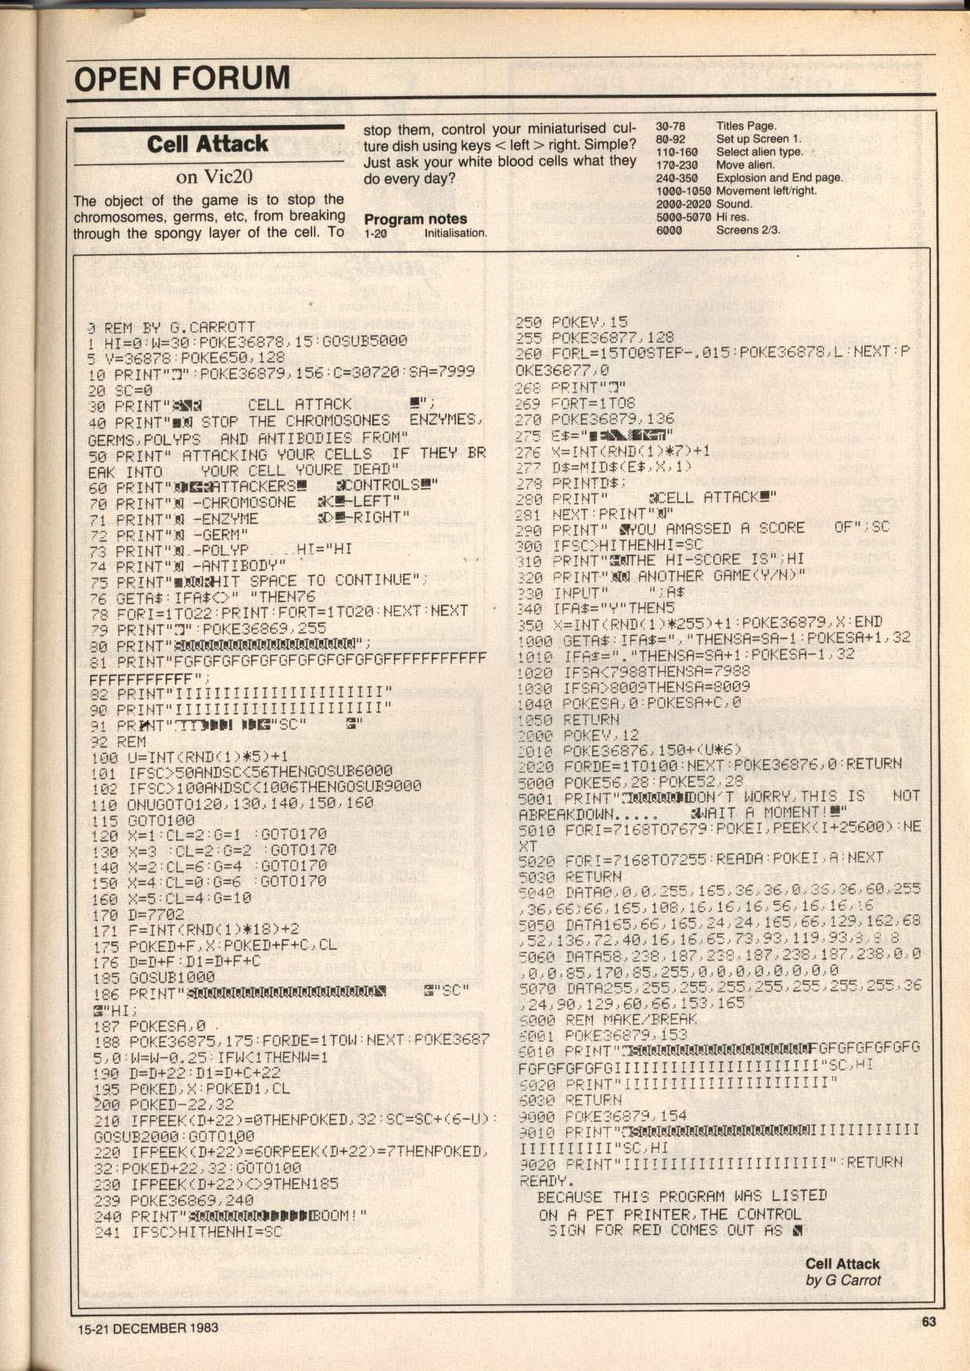 OPEN FORUM
Cell Attack
on Vic20
The object of the game is to stop the
chromosomes, germs, etc, from breaking
through the spongy layer of the cell. To
stop them, control your miniaturised cul-
ture dish using keys < left > right. Simple?
Just ask your white blood cells what they
do every day?
Program notes
1-20 Initialisation.
30-78 Titles Page.
80-92 Set up Screen 1.
110-160 Select alien type.
170-230 Move alien.
240-350 Explosion and End page.
1000-1050 Movement left/right.
2000-2020 Sound.
5000-5070 Hi res.
6000 Screens 2/3.
0 REM BY G.CARROTT
1 HI=0:W=30:POKE36878,15:GOSUB5000
5 V=36878:POKE650,128
10 PRINT"":POKE36879,156:C=30720:SA=7999
20 SC=0
30 PRINT" CELL ATTACK ";
40 PRINT" STOP THE CHROMOSONES ENZYMES,
GERMS,POLYPS AND ANTIBODIES FROM"
50 PRINT" ATTACKING YOUR CELLS IF THEY BR
EAK INTO YOUR CELL YOURE DEAD"
60 PRINT"ATTACKERS CONTROLS"
70 PRINT" -CHROMOSONE <-LEFT"
71 PRINT" -ENZYME >-RIGHT"
72 PRINT" -GERM"
73 PRINT" -POLYP HI="HI
74 PRINT" -ANTIBODY"
75 PRINT"HIT SPACE TO CONTINUE";
76 GETA$:IFA$<>" "THEN76
78 FORI=1TO22:PRINT:FORT=1TO20:NEXT:NEXT
79 PRINT"":POKE36869,255
80 PRINT"";
81 PRINT"FGFGFGFGFGFGFGFGFGFGFGFFFFFFFFFFF
FFFFFFFFFFF";
82 PRINT"IIIIIIIIIIIIIIIIIIIIII"
90 PRINT"IIIIIIIIIIIIIIIIIIIIII"
91 PRINT""SC" "
92 REM
100 U=INT(RND(1)*5)+1
101 IFSC>50ANDSC<56THENGOSUB6000
102 IFSC>100ANDSC<1006THENGOSUB9000
110 ONUGOTO120,130,140,150,160
115 GOTO100
120 X=1:CL=2:G=1 :GOTO170
130 X=3 :CL=2:G=2 :GOTO170
140 X=2:CL=6:G=4 :GOTO170
150 X=4:CL=0:G=6 :GOTO170
160 X=5:CL=4:G=10
170 D=7702
171 F=INT(RND(1)*18)+2
175 POKED+F,X:POKED+F+C,CL
176 D=D+F:D1=D+F+C
185 GOSUB1000
186 PRINT" "SC"
"HI;
187 POKESA,0
188 POKE36875,175:FORDE=1TOW:NEXT:POKE3687
5,0:W=W-0.25:IFW<1THENW=1
190 D=D+22:D1=D+C+22
195 POKED,X:POKED1,CL
200 POKED-22,32
210 IFPEEK(D+22)=0THENPOKED,32:SC=SC+(6-U):
GOSUB2000:GOTO100
220 IFPEEK(D+22)=6ORPEEK(D+22)=7THENPOKED,
32:POKED+22,32:GOTO100
230 IFPEEK(D+22)<>9THEN185
239 POKE36869,240
240 PRINT"BOOM!"
241 IFSC>HITHENHI=SC
250 POKEV,15
255 POKE36877,128
260 FORL=15TO0STEP-.015:POKE36878,L:NEXT:P
OKE36877,0
268 PRINT""
269 FORT=1TO8
270 POKE36879,136
275 E$=""
276 X=INT(RND(1)*7)+1
277 D$=MID$(E$,X,1)
278 PRINTD$;
280 PRINT" CELL ATTACK"
281 NEXT:PRINT""
290 PRINT" YOU AMASSED A SCORE OF";SC
300 IFSC>HITHENHI=SC
310 PRINT"THE HI-SCORE IS";HI
320 PRINT" ANOTHER GAME(Y/N)"
330 INPUT" ";A$
340 IFA$="Y"THEN5
350 X=INT(RND(1)*255)+1:POKE36879,X:END
1000 GETA$:IFA$=","THENSA=SA-1:POKESA+1,32
1010 IFA$="."THENSA=SA+1:POKESA-1,32
1020 IFSA<7988THENSA=7988
1030 IFSA>8009THENSA=8009
1040 POKESA,0:POKESA+C,0
1050 RETURN
2000 POKEV,12
2010 POKE36876,150+(U*6)
2020 FORDE=1TO100:NEXT:POKE36876,0:RETURN
5000 POKE56,28:POKE52,28
5001 PRINT"DON'T WORRY,THIS IS NOT
ABREAKDOWN..... WAIT A MOMENT!"
5010 FORI=7168TO7679:POKEI,PEEK(I+25600):NE
XT
5020 FORI=7168TO7255:READA:POKEI,A:NEXT
5030 RETURN
5040 DATA0,0,0,255,165,36,36,0,36,36,60,255
,36,66,66,165,108,16,16,16,56,16,16,16
5050 DATA165,66,165,24,24,165,66,129,162,68
,52,136,72,40,16,16,65,73,93,119,93,
5060 DATA58,238,187,238,187,238,187,238,0,0
,0,0,85,170,85,255,0,0,0,0,0,0,0,0
5070 DATA255,255,255,255,255,255,255,255,36
,24,90,129,60,66,153,165
6000 REM MAKE/BREAK
6001 POKE36879,153
6010 PRINT"FGFGFGFGFGFG
FGFGFGFGFGIIIIIIIIIIIIIIIIIIIIII"SC,HI
6020 PRINT"IIIIIIIIIIIIIIIIIIIIII"
6030 RETURN
9000 POKE36879,154
9010 PRINT"IIIIIIIIIIII
IIIIIIIIII"SC,HI
9020 PRINT"IIIIIIIIIIIIIIIIIIIIII":RETURN
READY.
BECAUSE THIS PROGRAM WAS LISTED
ON A PET PRINTER,THE CONTROL
SIGN FOR RED COMES OUT AS
Cell Attack
by G Carrot
15-21 DECEMBER 1983
63